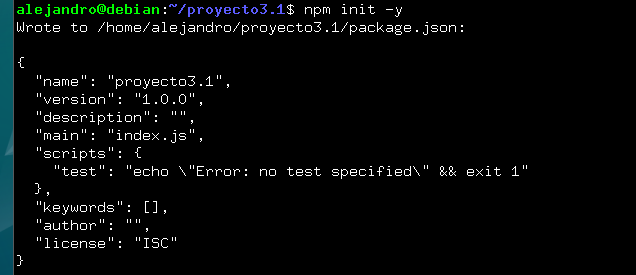 alejandro@debian:~/proyecto3.1$ npm init -y
Wrote to /home/alejandro/proyecto3.1/package.json:

{
  "name": "proyecto3.1",
  "version": "1.0.0",
  "description": "",
  "main": "index.js",
  "scripts": {
    "test": "echo \"Error: no test specified\" && exit 1"
  },
  "keywords": [],
  "author": "",
  "license": "ISC"
}